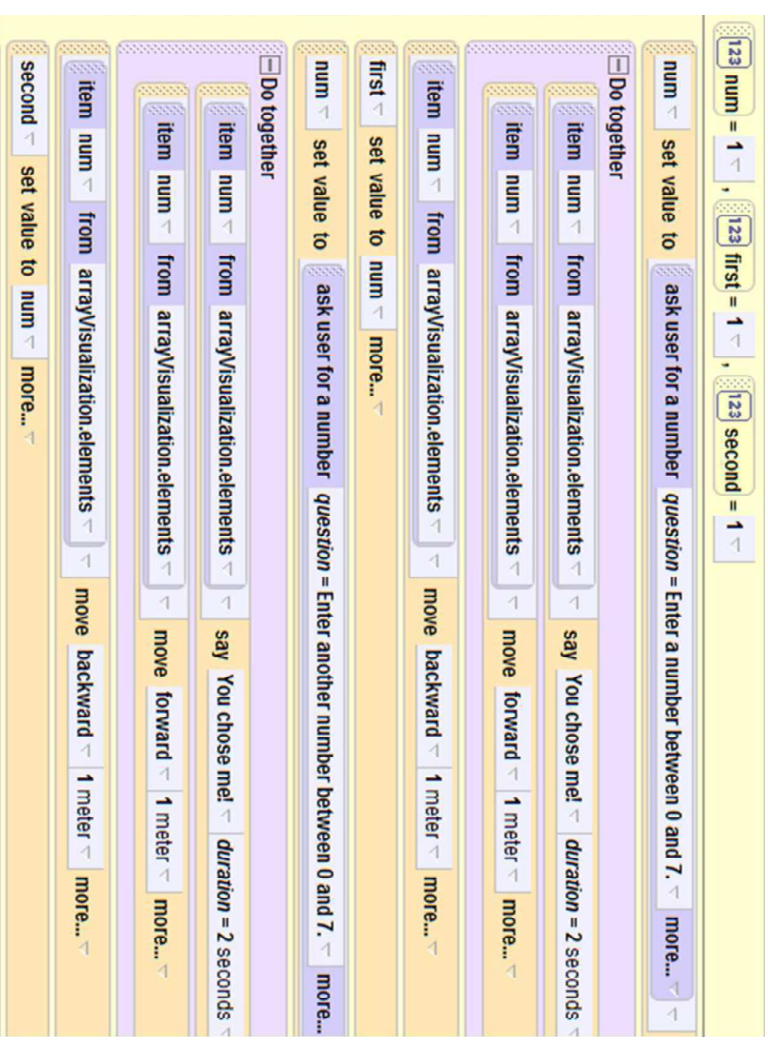 123 num = 1 , 123 first = 1 , 123 second = 1
num set value to ask user for a number question = Enter a number between 0 and 7. more...
Do together
item num from arrayVisualization.elements say You chose me! duration = 2 seconds
item num from arrayVisualization.elements move forward 1 meter more...
item num from arrayVisualization.elements move backward 1 meter more...
first set value to num more...
num set value to ask user for a number question = Enter another number between 0 and 7. more...
Do together
item num from arrayVisualization.elements say You chose me! duration = 2 seconds
item num from arrayVisualization.elements move forward 1 meter more...
item num from arrayVisualization.elements move backward 1 meter more...
second set value to num more...